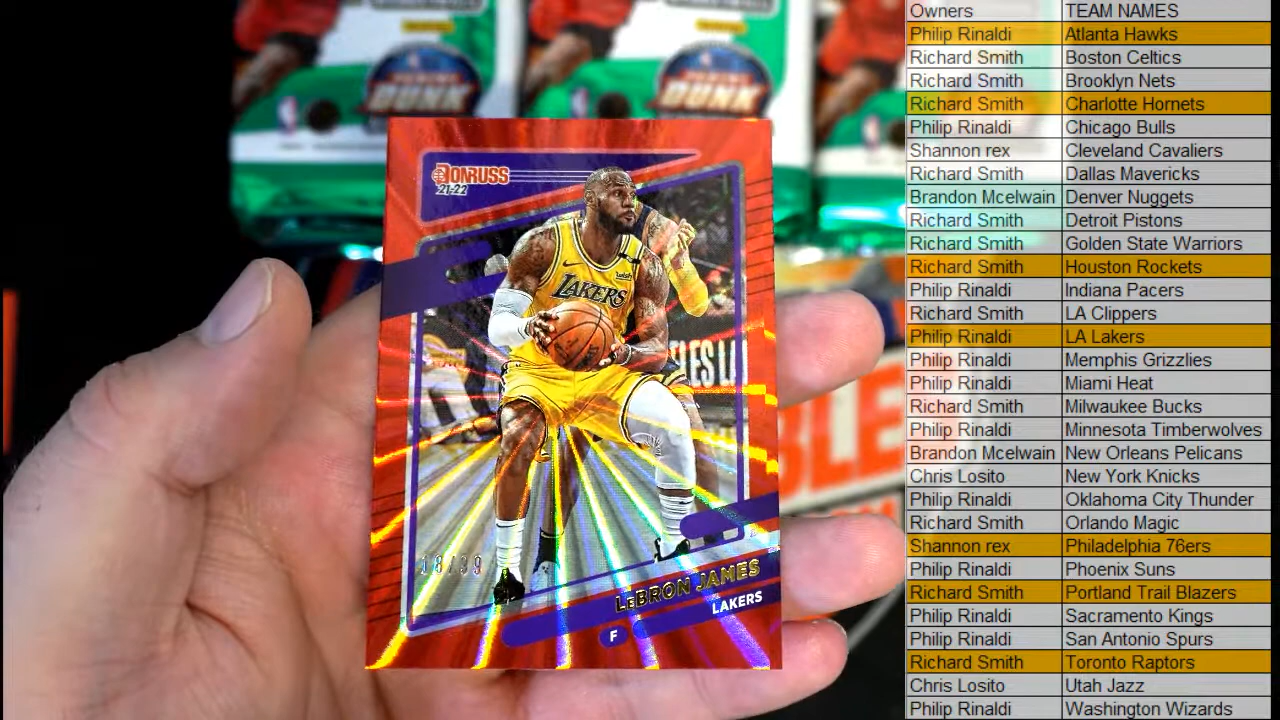 DUNK
DUNK
DONRUSS
21-22
LAKERS
LEBRON JAMES
LAKERS
F
Owners TEAM NAMES
Philip Rinaldi Atlanta Hawks
Richard Smith Boston Celtics
Richard Smith Brooklyn Nets
Richard Smith Charlotte Hornets
Philip Rinaldi Chicago Bulls
Shannon rex Cleveland Cavaliers
Richard Smith Dallas Mavericks
Brandon Mcelwain Denver Nuggets
Richard Smith Detroit Pistons
Richard Smith Golden State Warriors
Richard Smith Houston Rockets
Philip Rinaldi Indiana Pacers
Richard Smith LA Clippers
Philip Rinaldi LA Lakers
Philip Rinaldi Memphis Grizzlies
Philip Rinaldi Miami Heat
Richard Smith Milwaukee Bucks
Philip Rinaldi Minnesota Timberwolves
Brandon Mcelwain New Orleans Pelicans
Chris Losito New York Knicks
Philip Rinaldi Oklahoma City Thunder
Richard Smith Orlando Magic
Shannon rex Philadelphia 76ers
Philip Rinaldi Phoenix Suns
Richard Smith Portland Trail Blazers
Philip Rinaldi Sacramento Kings
Philip Rinaldi San Antonio Spurs
Richard Smith Toronto Raptors
Chris Losito Utah Jazz
Philip Rinaldi Washington Wizards